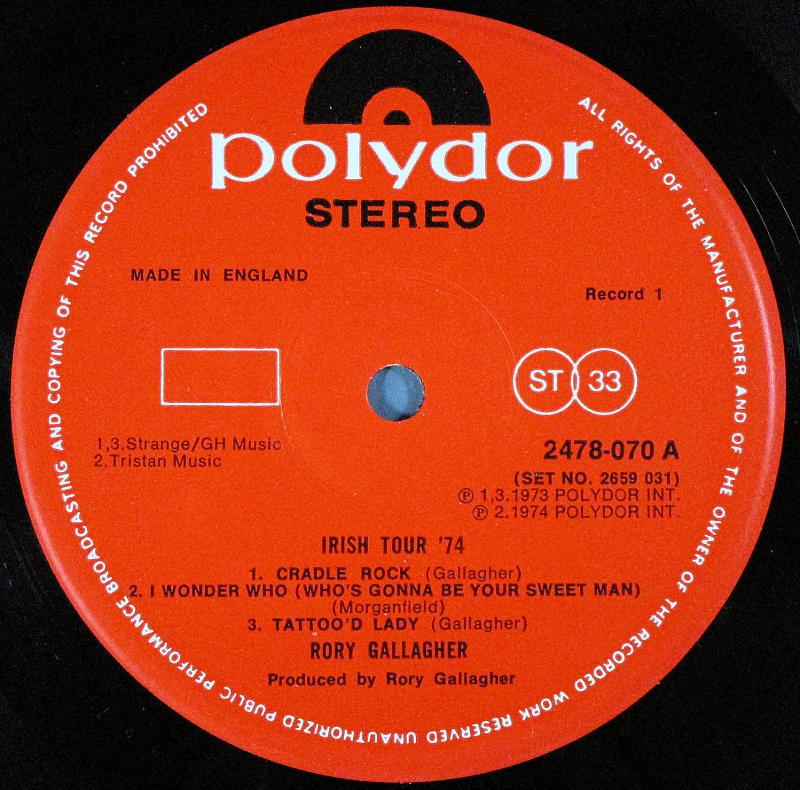 polydor
STEREO
MADE IN ENGLAND
Record 1
ST 33
1,3.Strange/GH Music
2.Tristan Music
2478-070 A
(SET NO. 2659 031)
℗ 1,3.1973 POLYDOR INT.
℗ 2.1974 POLYDOR INT.
IRISH TOUR '74
1. CRADLE ROCK (Gallagher)
2. I WONDER WHO (WHO'S GONNA BE YOUR SWEET MAN)
(Morganfield)
3. TATTOO'D LADY (Gallagher)
RORY GALLAGHER
Produced by Rory Gallagher
ALL RIGHTS OF THE MANUFACTURER AND OF THE OWNER OF THE RECORDED WORK RESERVED UNAUTHORIZED PUBLIC PERFORMANCE BROADCASTING AND COPYING OF THIS RECORD PROHIBITED